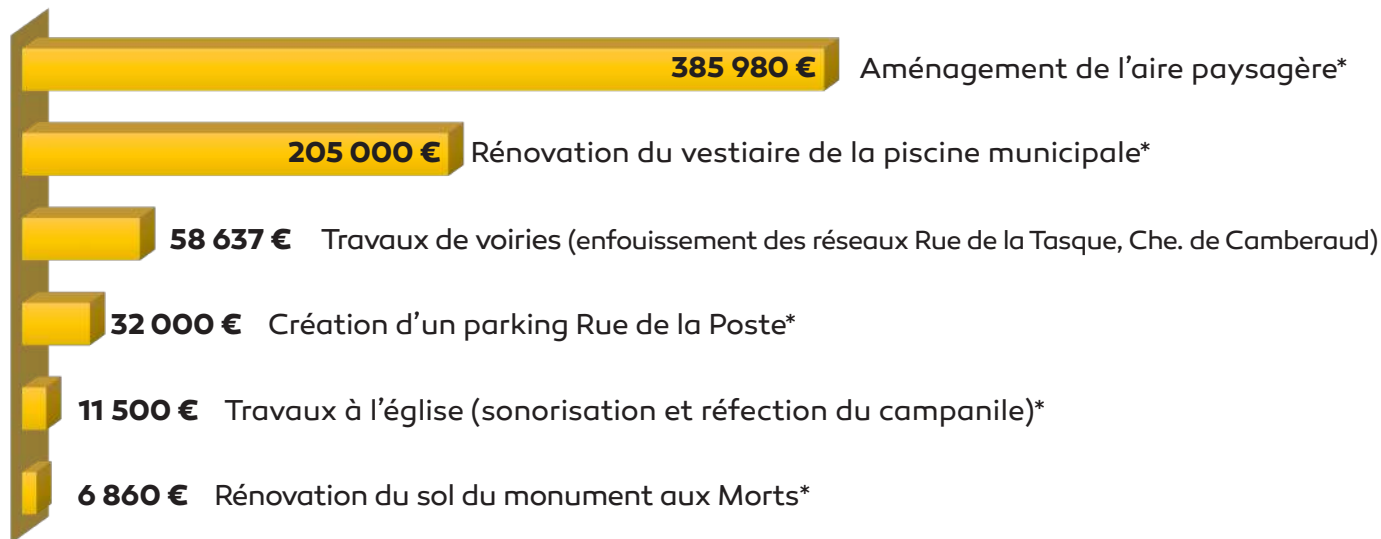 385 980 € Aménagement de l'aire paysagère*
205 000 € Rénovation du vestiaire de la piscine municipale*
58 637 € Travaux de voiries (enfouissement des réseaux Rue de la Tasque, Che. de Camberaud)
32 000 € Création d'un parking Rue de la Poste*
11 500 € Travaux à l'église (sonorisation et réfection du campanile)*
6 860 € Rénovation du sol du monument aux Morts*